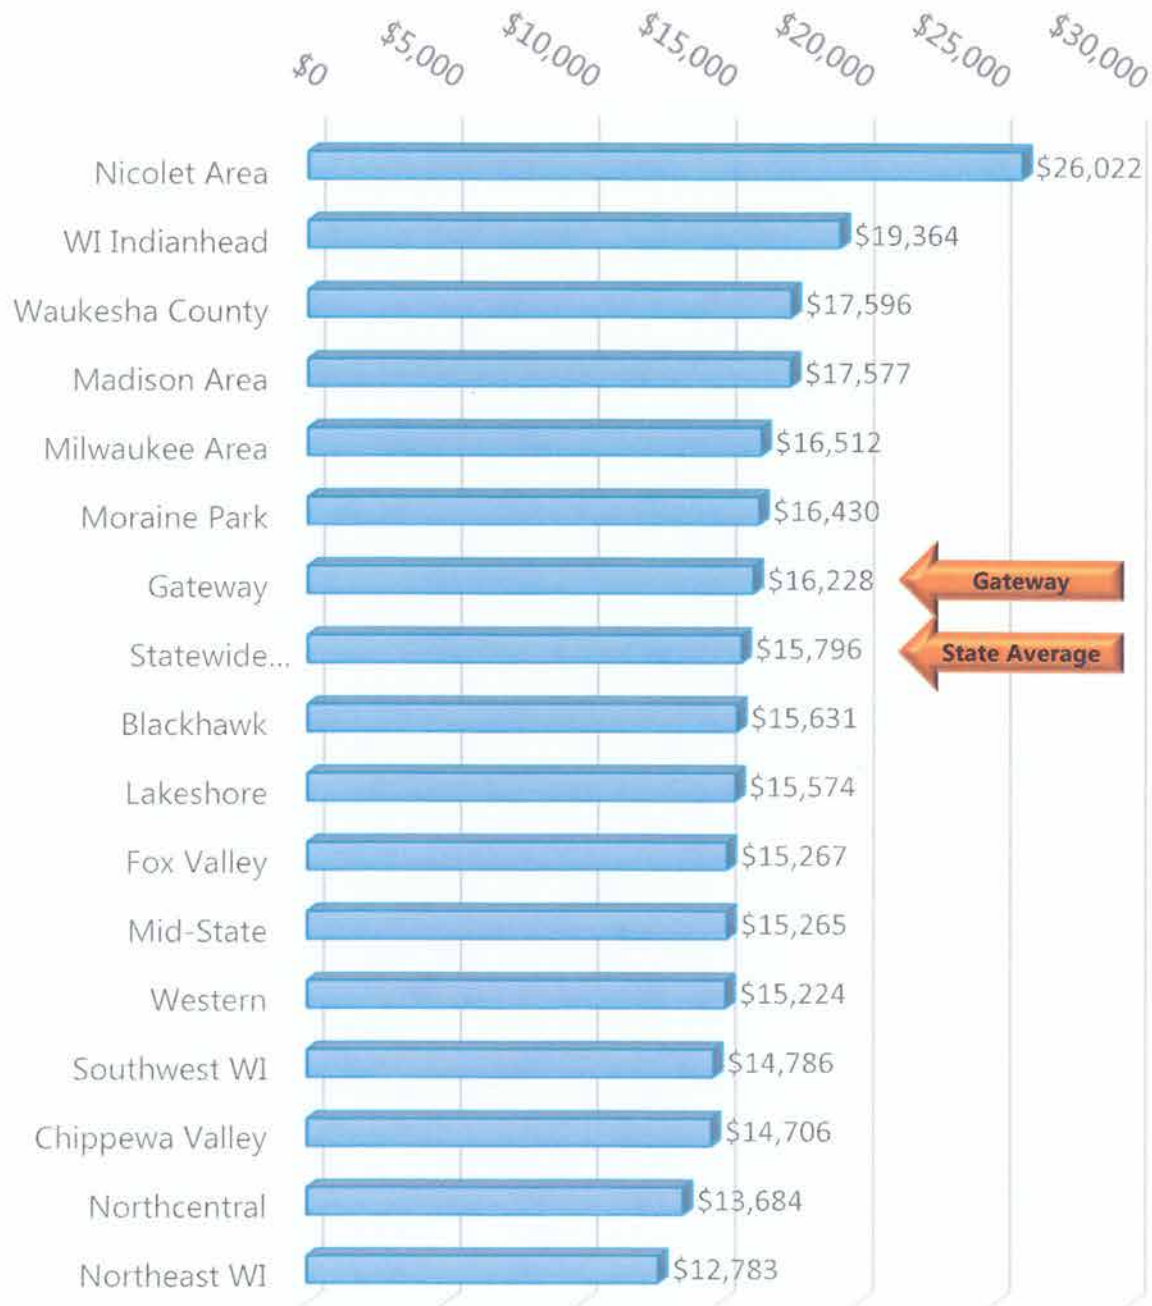 $0 $5,000 $10,000 $15,000 $20,000 $25,000 $30,000
Nicolet Area $26,022
WI Indianhead $19,364
Waukesha County $17,596
Madison Area $17,577
Milwaukee Area $16,512
Moraine Park $16,430
Gateway $16,228 Gateway
Statewide... $15,796 State Average
Blackhawk $15,631
Lakeshore $15,574
Fox Valley $15,267
Mid-State $15,265
Western $15,224
Southwest WI $14,786
Chippewa Valley $14,706
Northcentral $13,684
Northeast WI $12,783